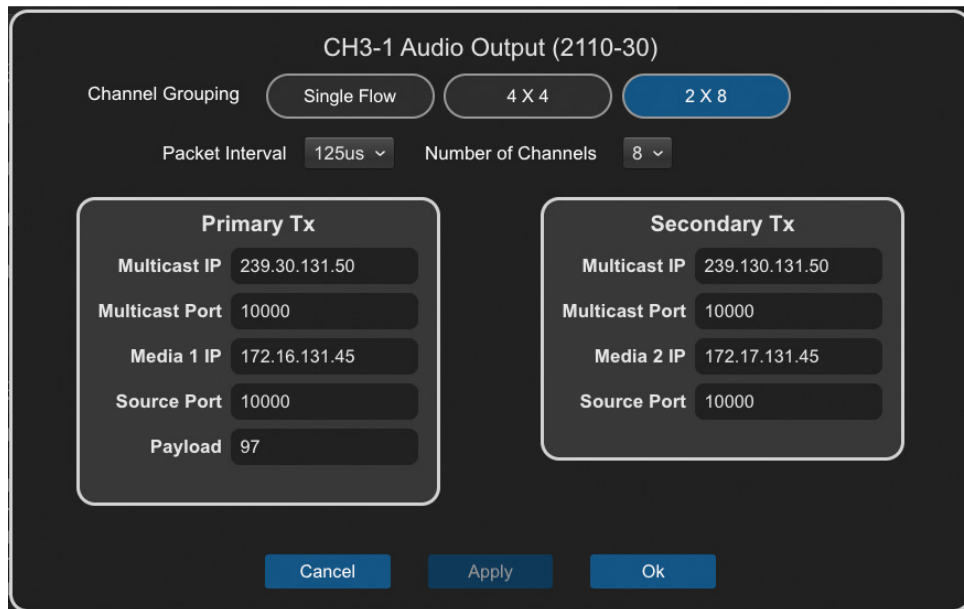 CH3-1 Audio Output (2110-30)
Channel Grouping Single Flow 4 X 4 2 X 8
Packet Interval 125us Number of Channels 8
Primary Tx
Multicast IP 239.30.131.50
Multicast Port 10000
Media 1 IP 172.16.131.45
Source Port 10000
Payload 97
Secondary Tx
Multicast IP 239.130.131.50
Multicast Port 10000
Media 2 IP 172.17.131.45
Source Port 10000
Cancel Apply Ok